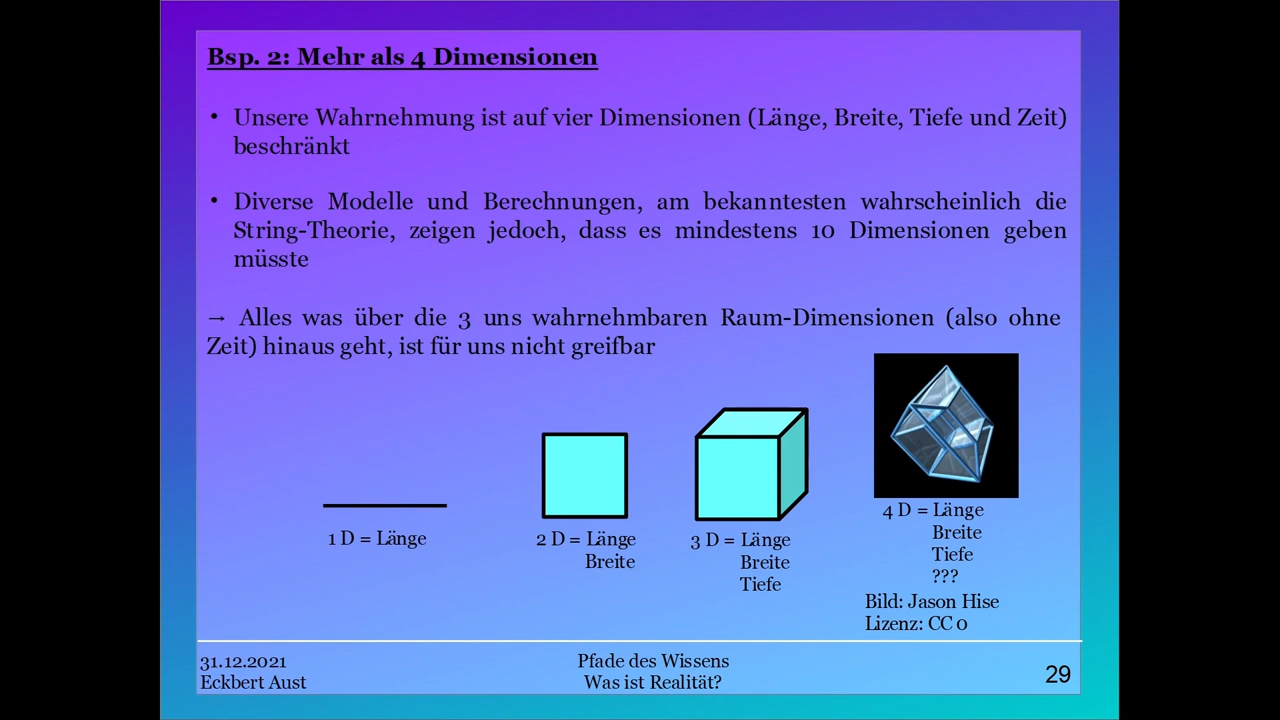 Bsp. 2: Mehr als 4 Dimensionen
• Unsere Wahrnehmung ist auf vier Dimensionen (Länge, Breite, Tiefe und Zeit)
beschränkt
• Diverse Modelle und Berechnungen, am bekanntesten wahrscheinlich die
String-Theorie, zeigen jedoch, dass es mindestens 10 Dimensionen geben
müsste
→ Alles was über die 3 uns wahrnehmbaren Raum-Dimensionen (also ohne
Zeit) hinaus geht, ist für uns nicht greifbar
1 D = Länge
2 D = Länge
Breite
3 D = Länge
Breite
Tiefe
4 D = Länge
Breite
Tiefe
???
Bild: Jason Hise
Lizenz: CC 0
31.12.2021
Eckbert Aust
Pfade des Wissens
Was ist Realität?
29